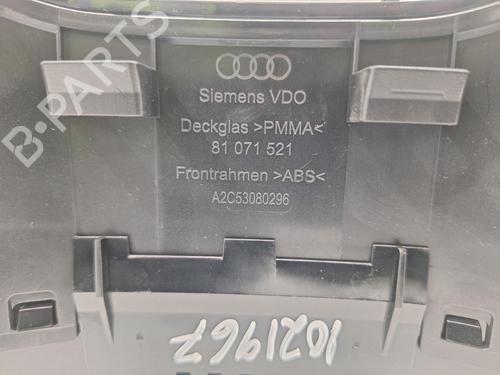 Siemens VDO
Deckglas >PMMA<
81 071 521
Frontrahmen >ABS<
A2C53080296
1021967
B-PARTS